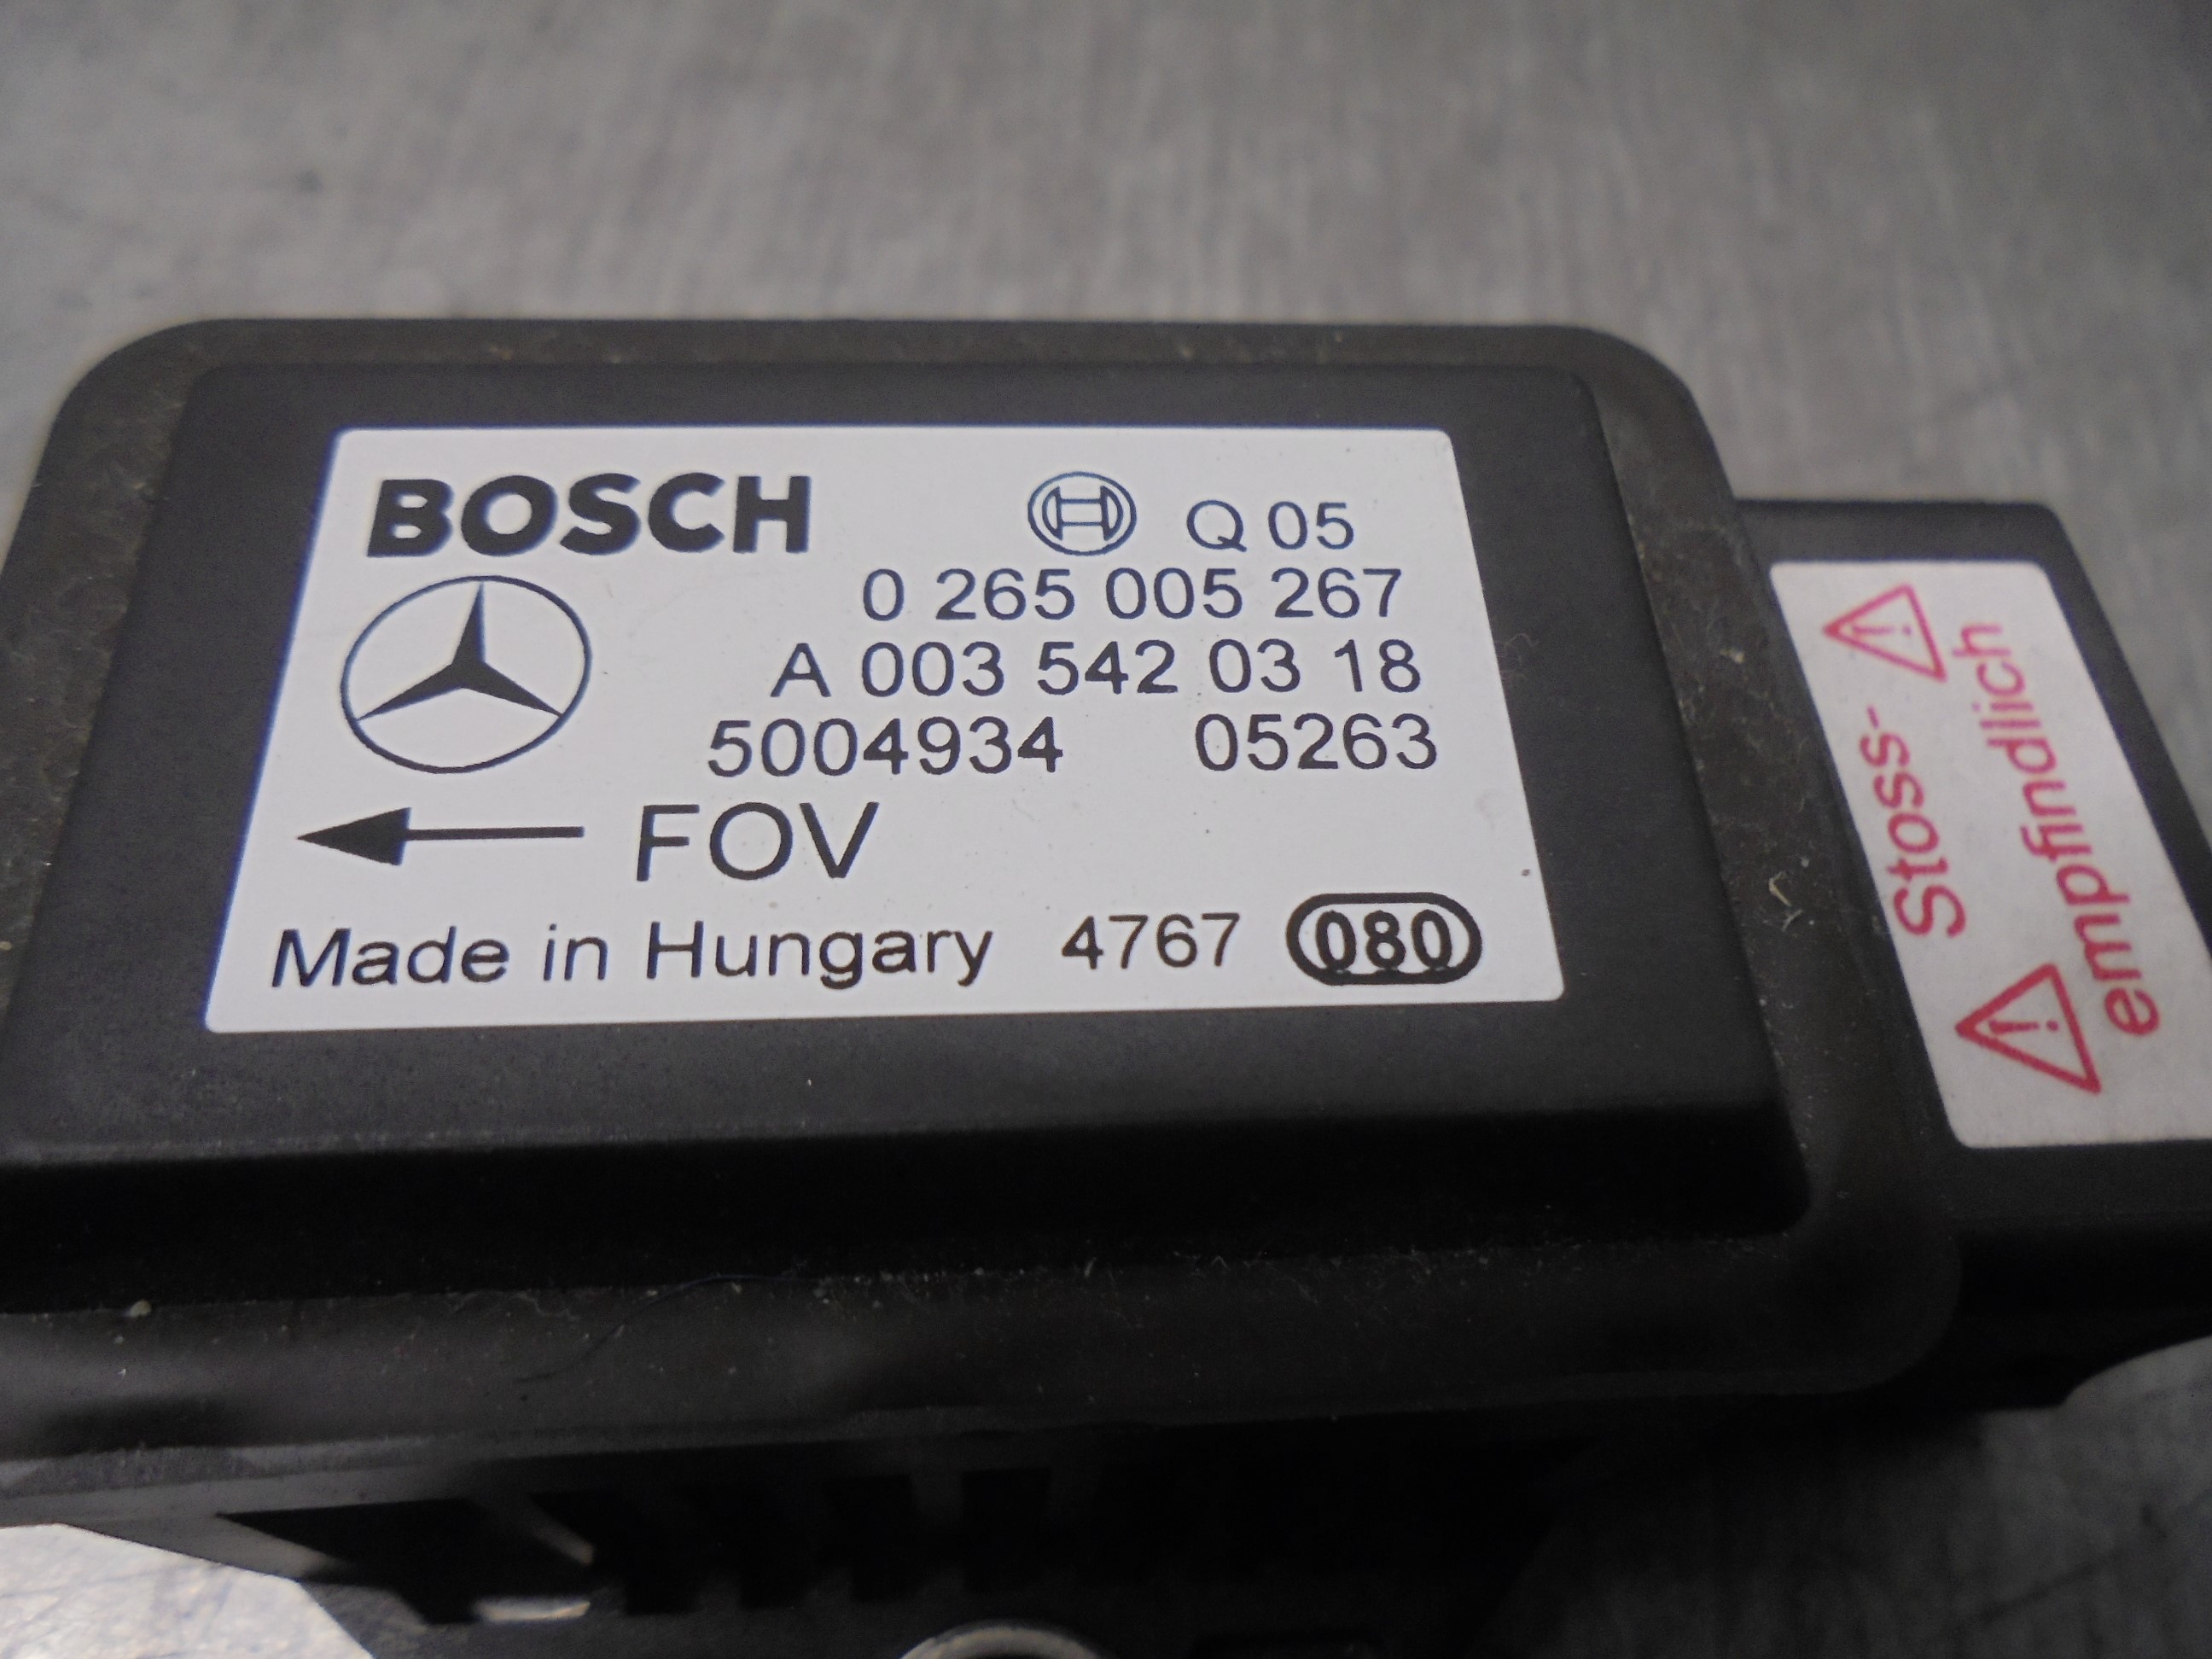 BOSCH
Q 05
0 265 005 267
A 003 542 03 18
5004934 05263
FOV
Made in Hungary 4767 080
Stoss-
empfindlich